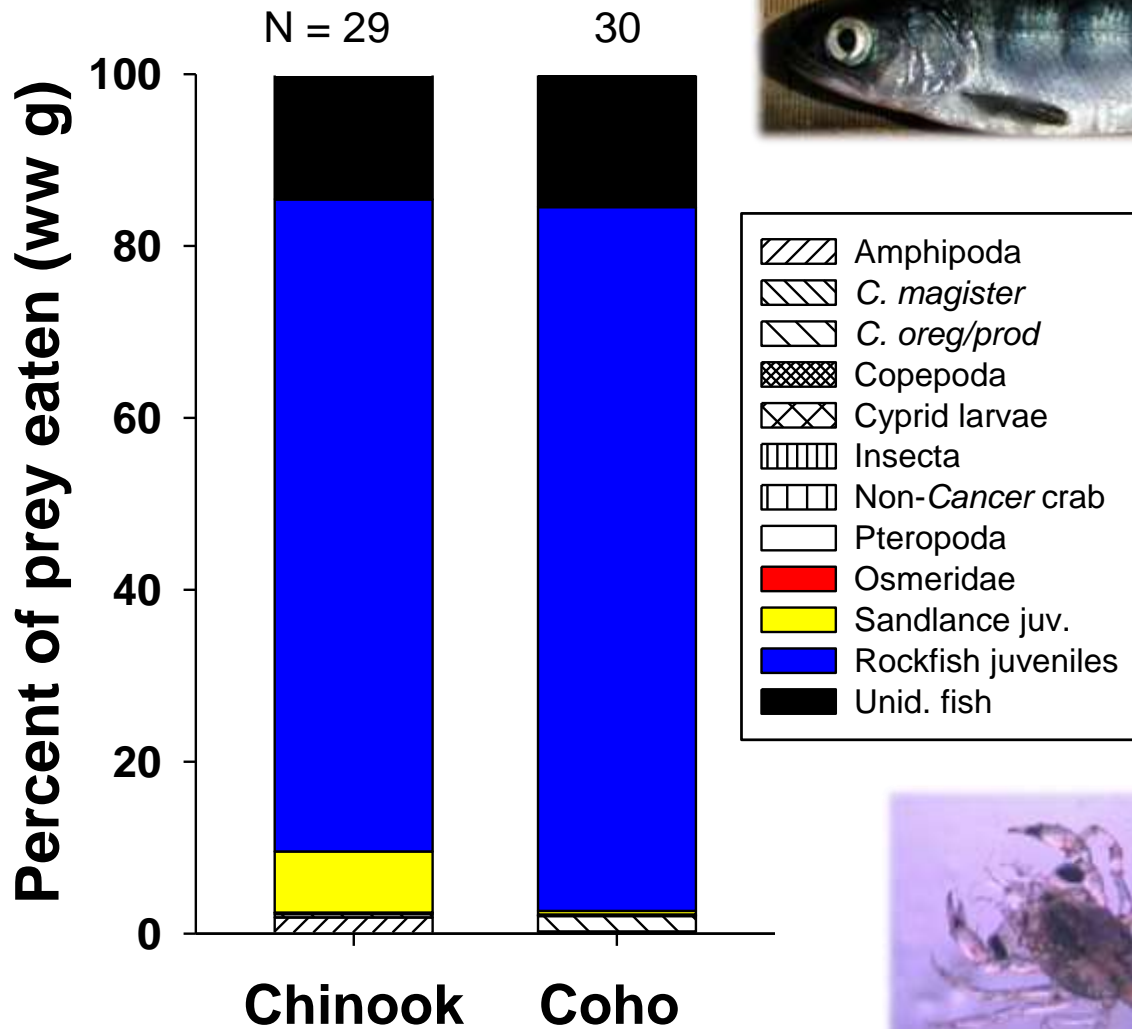 N = 29 30
Percent of prey eaten (ww g)
100
80
60
40
20
0
Chinook Coho
Amphipoda
C. magister
C. oreg/prod
Copepoda
Cyprid larvae
Insecta
Non-Cancer crab
Pteropoda
Osmeridae
Sandlance juv.
Rockfish juveniles
Unid. fish